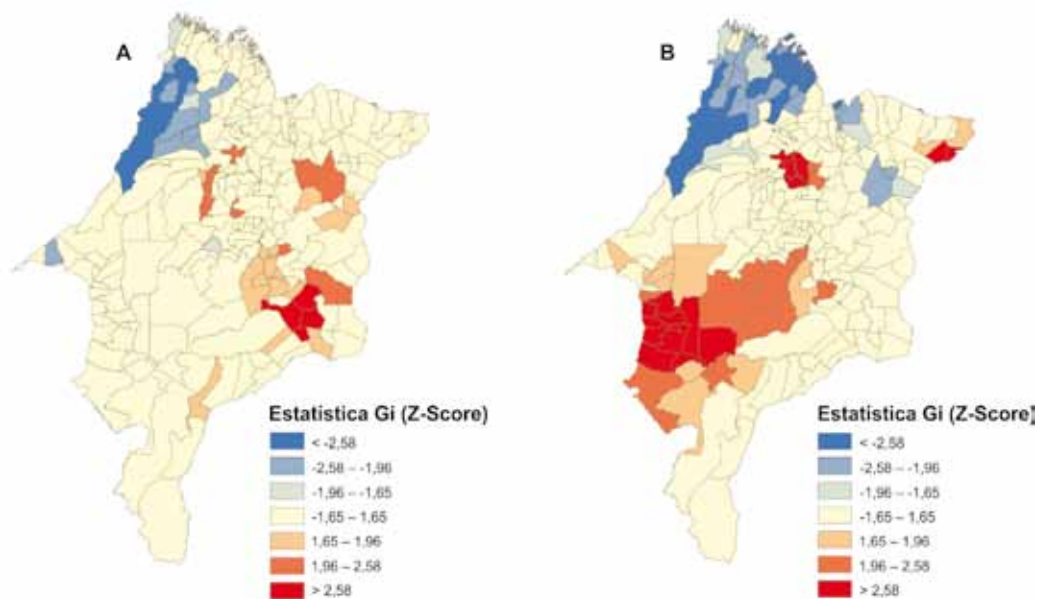 A
B
Estatística Gi (Z-Score)
< -2,58
-2,58 – -1,96
-1,96 – -1,65
-1,65 – 1,65
1,65 – 1,96
1,96 – 2,58
> 2,58
Estatística Gi (Z-Score)
< -2,58
-2,58 – -1,96
-1,96 – -1,65
-1,65 – 1,65
1,65 – 1,96
1,96 – 2,58
> 2,58